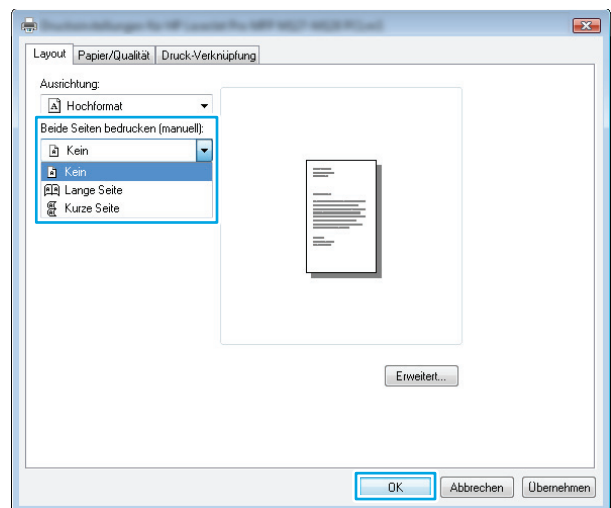 Layout Papier/Qualität Druck-Verknüpfung
Ausrichtung:
Hochformat
Beide Seiten bedrucken (manuell):
Kein
Kein
Lange Seite
Kurze Seite
Erweitert...
OK Abbrechen Übernehmen